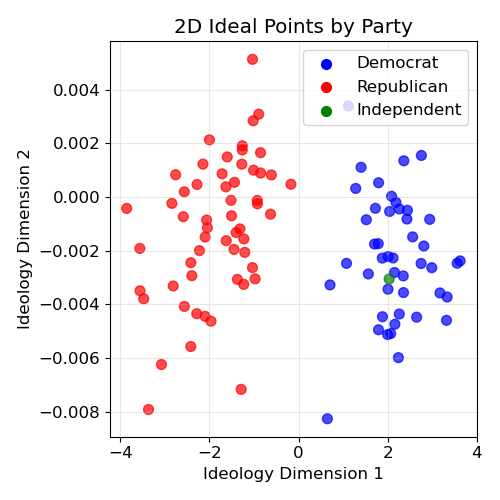 2D Ideal Points by Party
Democrat
Republican
Independent
0.004
0.002
0.000
−0.002
−0.004
−0.006
−0.008
Ideology Dimension 2
−4
−2
0
2
4
Ideology Dimension 1